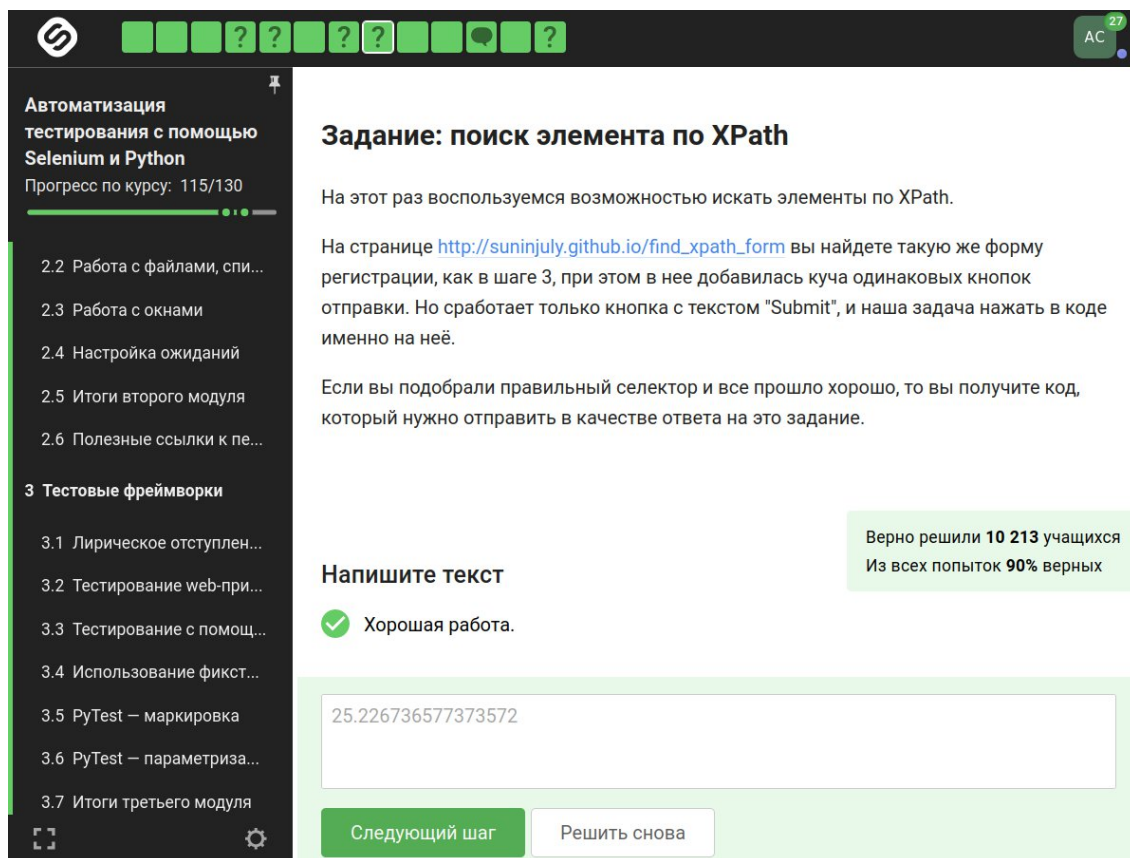 ? ? ? ? ?
27
АС
Автоматизация
тестирования с помощью
Selenium и Python
Прогресс по курсу: 115/130
2.2 Работа с файлами, спи...
2.3 Работа с окнами
2.4 Настройка ожиданий
2.5 Итоги второго модуля
2.6 Полезные ссылки к пе...
3 Тестовые фреймворки
3.1 Лирическое отступлен...
3.2 Тестирование web-при...
3.3 Тестирование с помощ...
3.4 Использование фикст...
3.5 PyTest — маркировка
3.6 PyTest — параметриза...
3.7 Итоги третьего модуля
Задание: поиск элемента по XPath
На этот раз воспользуемся возможностью искать элементы по XPath.
На странице http://suninjuly.github.io/find_xpath_form вы найдете такую же форму
регистрации, как в шаге 3, при этом в нее добавилась куча одинаковых кнопок
отправки. Но сработает только кнопка с текстом "Submit", и наша задача нажать в коде
именно на неё.
Если вы подобрали правильный селектор и все прошло хорошо, то вы получите код,
который нужно отправить в качестве ответа на это задание.
Верно решили 10 213 учащихся
Из всех попыток 90% верных
Напишите текст
Хорошая работа.
25.226736577373572
Следующий шаг
Решить снова